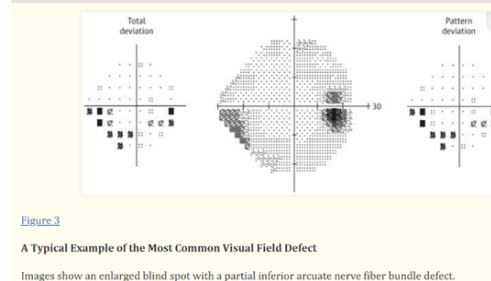 Total
deviation
Pattern
deviation
30
Figure 3
A Typical Example of the Most Common Visual Field Defect
Images show an enlarged blind spot with a partial inferior arcuate nerve fiber bundle defect.